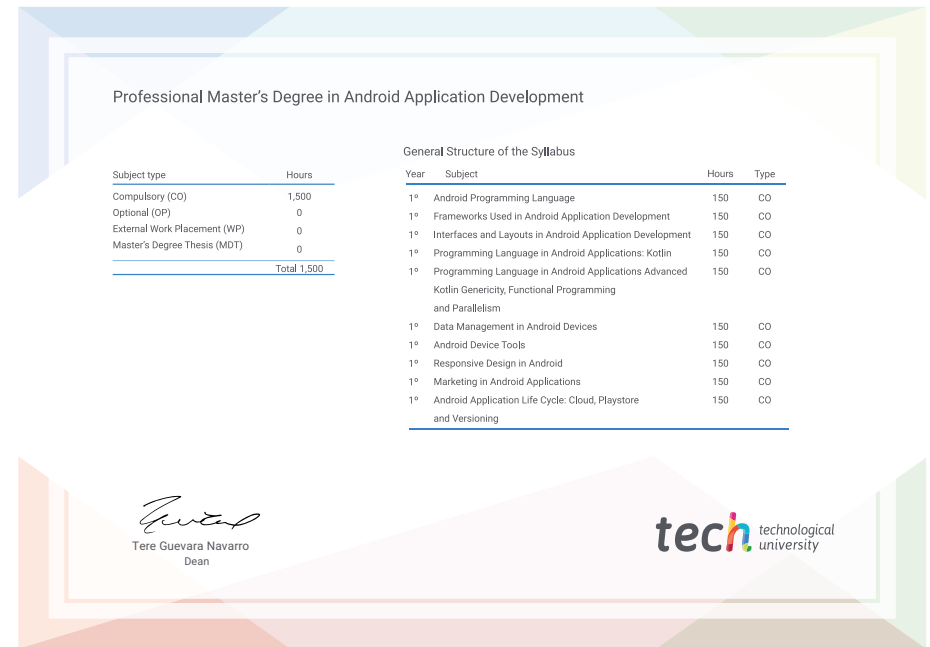 Professional Master's Degree in Android Application Development
Subject type Hours
Compulsory (CO) 1,500
Optional (OP) 0
External Work Placement (WP) 0
Master's Degree Thesis (MDT) 0
Total 1,500
General Structure of the Syllabus
Year Subject Hours Type
1º Android Programming Language 150 CO
1º Frameworks Used in Android Application Development 150 CO
1º Interfaces and Layouts in Android Application Development 150 CO
1º Programming Language in Android Applications: Kotlin 150 CO
1º Programming Language in Android Applications Advanced 150 CO
Kotlin Genericity, Functional Programming
and Parallelism
1º Data Management in Android Devices 150 CO
1º Android Device Tools 150 CO
1º Responsive Design in Android 150 CO
1º Marketing in Android Applications 150 CO
1º Android Application Life Cycle: Cloud, Playstore 150 CO
and Versioning
Tere Guevara Navarro
Dean
tech technological
university